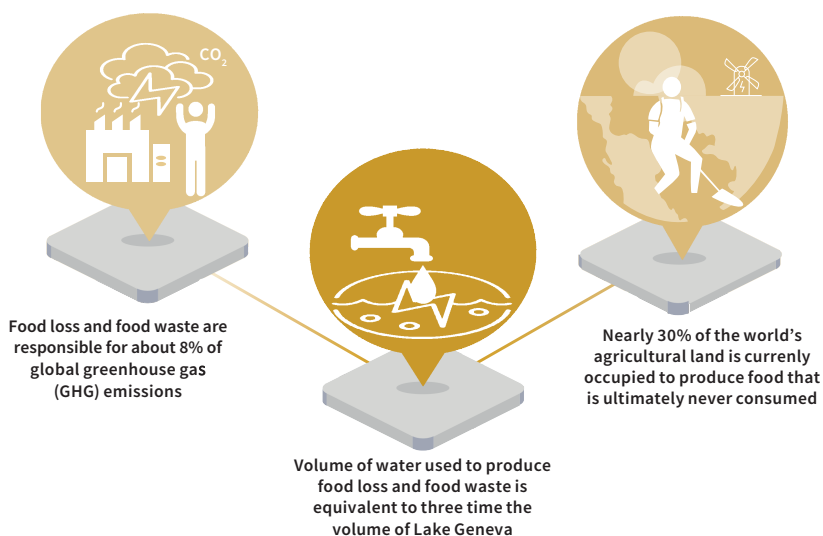 CO2
Food loss and food waste are
responsible for about 8% of
global greenhouse gas
(GHG) emissions
Volume of water used to produce
food loss and food waste is
equivalent to three time the
volume of Lake Geneva
Nearly 30% of the world's
agricultural land is currenly
occupied to produce food that
is ultimately never consumed